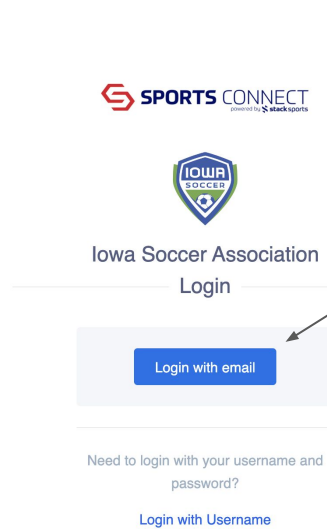 SPORTS CONNECT
powered by stack sports
IOWA
SOCCER
Iowa Soccer Association
Login
Login with email
Need to login with your username and
password?
Login with Username